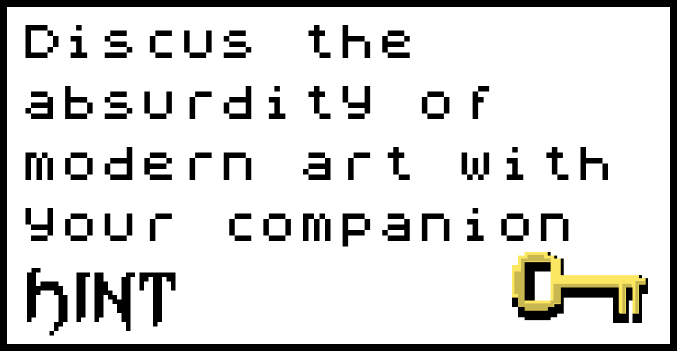 Discus the
absurdity of
modern art with
your companion
HINT